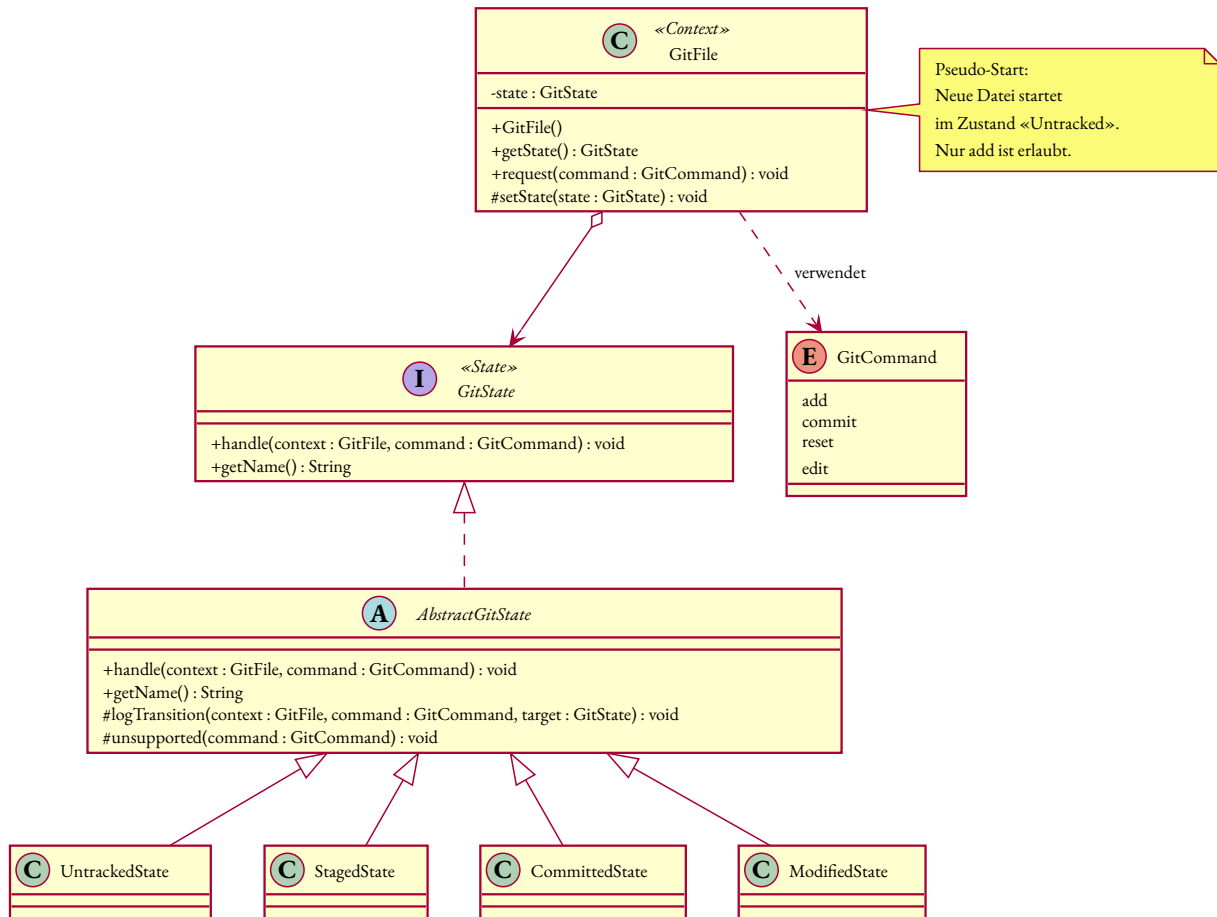 C
«Context»
GitFile
-state : GitState
+GitFile()
+getState() : GitState
+request(command : GitCommand) : void
#setState(state : GitState) : void
Pseudo-Start:
Neue Datei startet
im Zustand «Untracked».
Nur add ist erlaubt.
verwendet
I
«State»
GitState
+handle(context : GitFile, command : GitCommand) : void
+getName() : String
E GitCommand
add
commit
reset
edit
A AbstractGitState
+handle(context : GitFile, command : GitCommand) : void
+getName() : String
#logTransition(context : GitFile, command : GitCommand, target : GitState) : void
#unsupported(command : GitCommand) : void
C UntrackedState
C StagedState
C CommittedState
C ModifiedState